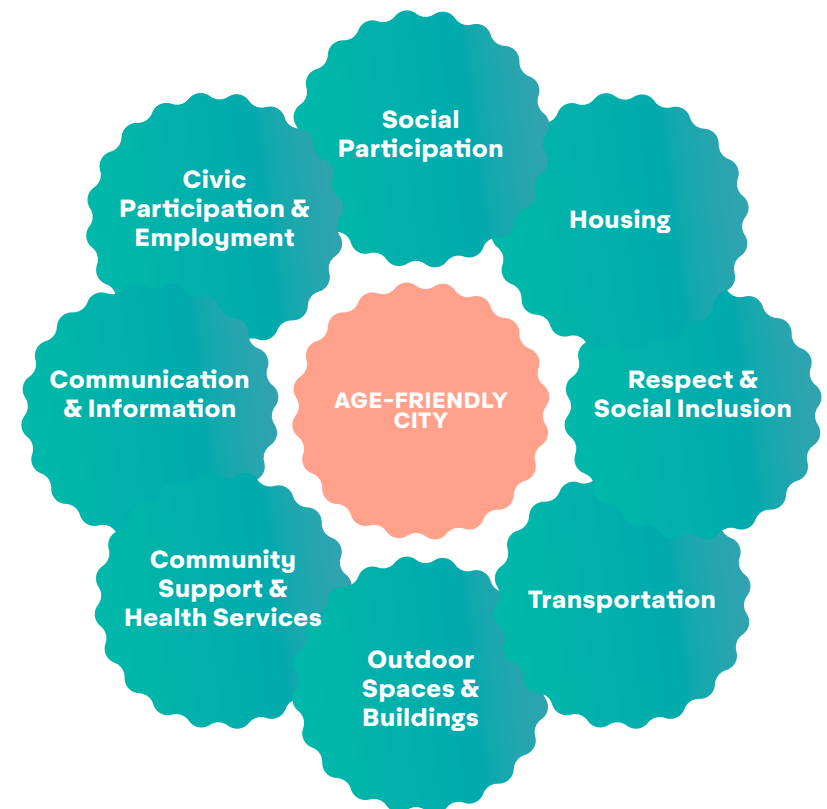 Social
Participation
Housing
Respect &
Social Inclusion
Transportation
Outdoor
Spaces &
Buildings
Community
Support &
Health Services
Communication
& Information
Civic
Participation &
Employment
AGE-FRIENDLY
CITY